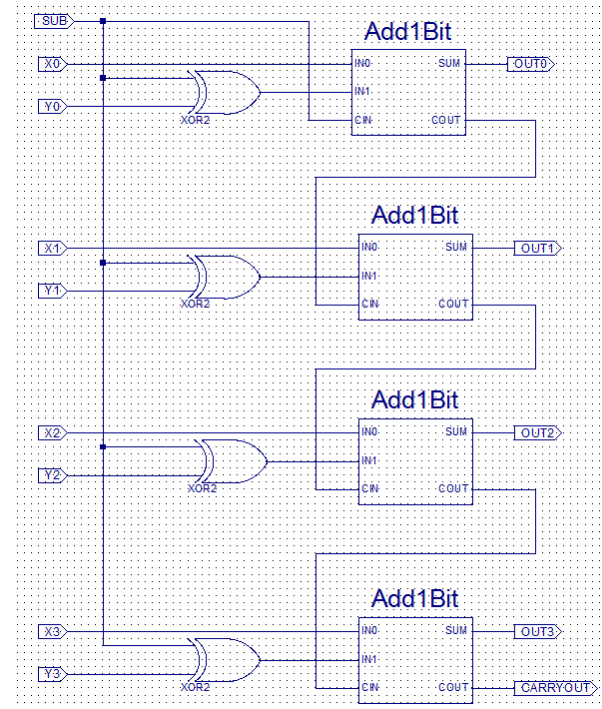 SUB
Add1Bit
X0 IN0 SUM OUT0
Y0 IN1
XOR2 CIN COUT
Add1Bit
X1 IN0 SUM OUT1
Y1 IN1
XOR2 CIN COUT
Add1Bit
X2 IN0 SUM OUT2
Y2 IN1
XOR2 CIN COUT
Add1Bit
X3 IN0 SUM OUT3
Y3 IN1
XOR2 CIN COUT CARRYOUT